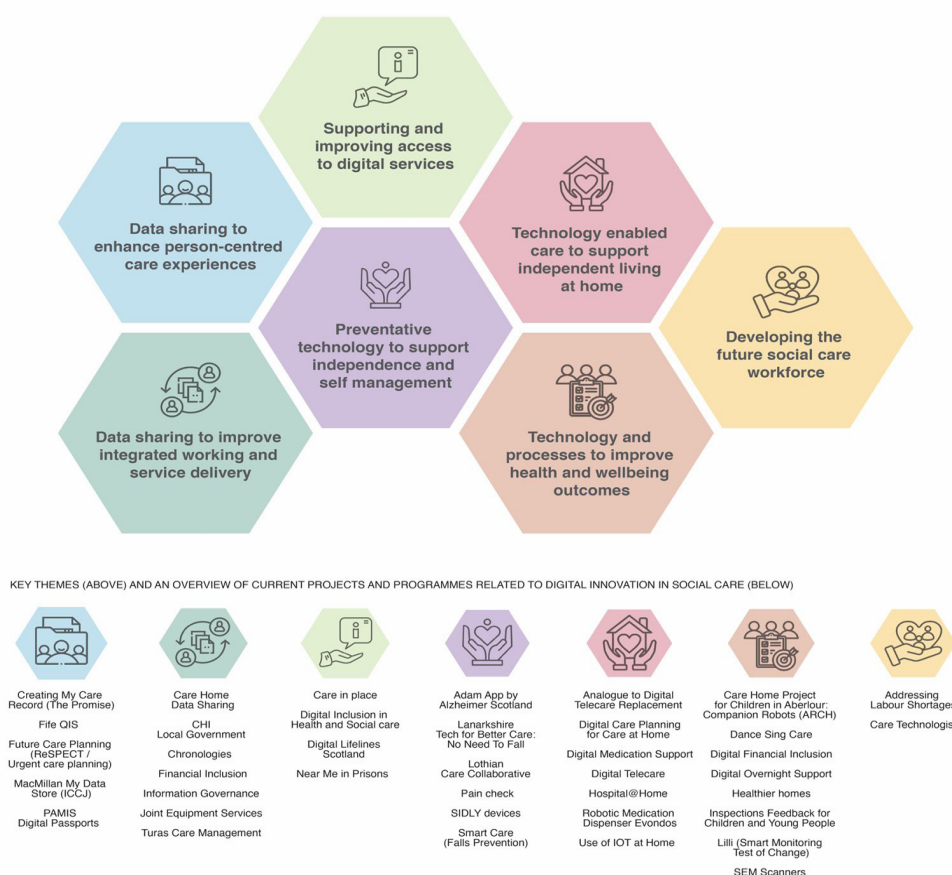 Supporting and
improving access
to digital services
Data sharing to
enhance person-centred
care experiences
Technology enabled
care to support
independent living
at home
Preventative
technology to support
independence and
self management
Developing the
future social care
workforce
Data sharing to improve
integrated working and
service delivery
Technology and
processes to improve
health and wellbeing
outcomes
KEY THEMES (ABOVE) AND AN OVERVIEW OF CURRENT PROJECTS AND PROGRAMMES RELATED TO DIGITAL INNOVATION IN SOCIAL CARE (BELOW)
Creating My Care
Record (The Promise)
Fife QIS
Future Care Planning
(ReSPECT /
Urgent care planning)
MacMillan My Data
Store (ICCJ)
PAMIS
Digital Passports
Care Home
Data Sharing
CHI
Local Government
Chronologies
Financial Inclusion
Information Governance
Joint Equipment Services
Turas Care Management
Care in place
Digital Inclusion in
Health and Social care
Digital Lifelines
Scotland
Near Me in Prisons
Adam App by
Alzheimer Scotland
Lanarkshire
Tech for Better Care:
No Need To Fall
Lothian
Care Collaborative
Pain check
SIDLY devices
Smart Care
(Falls Prevention)
Analogue to Digital
Telecare Replacement
Digital Care Planning
for Care at Home
Digital Medication Support
Digital Telecare
Hospital@Home
Robotic Medication
Dispenser Evondos
Use of IOT at Home
Care Home Project
for Children in Aberlour:
Companion Robots (ARCH)
Dance Sing Care
Digital Financial Inclusion
Digital Overnight Support
Healthier homes
Inspections Feedback for
Children and Young People
Lilli (Smart Monitoring
Test of Change)
SEM Scanners
Addressing
Labour Shortages
Care Technologis